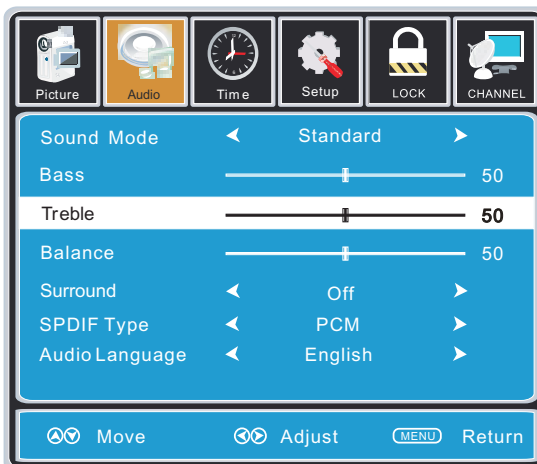 Picture Audio Time Setup LOCK CHANNEL
Sound Mode Standard
Bass 50
Treble 50
Balance 50
Surround Off
SPDIF Type PCM
Audio Language English
Move Adjust MENU Return